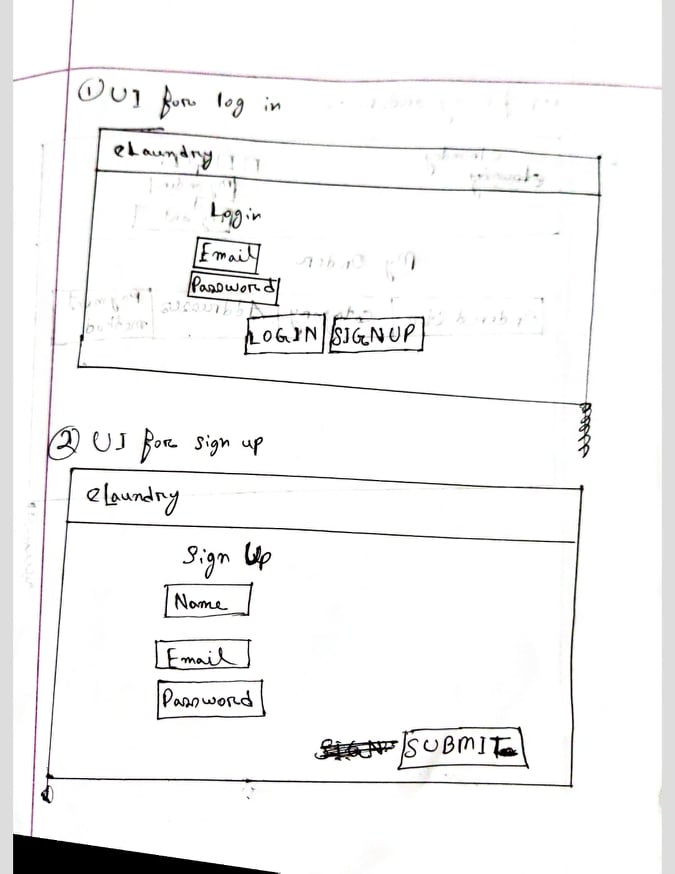 ① UI for log in
eLaundry
Login
Email
Password
LOGIN SIGNUP
② UI for sign up
eLaundry
Sign Up
Name
Email
Password
SUBMIT